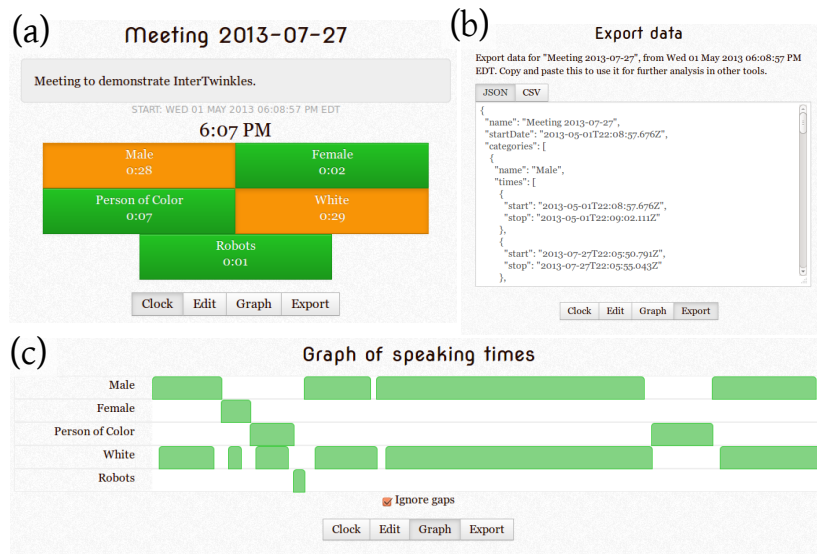 (a)
Meeting 2013-07-27
Meeting to demonstrate InterTwinkles.
START: WED 01 MAY 2013 06:08:57 PM EDT
6:07 PM
Male
0:28
Female
0:02
Person of Color
0:07
White
0:29
Robots
0:01
Clock Edit Graph Export
(b)
Export data
Export data for "Meeting 2013-07-27", from Wed 01 May 2013 06:08:57 PM
EDT. Copy and paste this to use it for further analysis in other tools.
JSON CSV
{
"name": "Meeting 2013-07-27",
"startDate": "2013-05-01T22:08:57.676Z",
"categories": [
{
"name": "Male",
"times": [
{
"start": "2013-05-01T22:08:57.676Z",
"stop": "2013-05-01T22:09:02.111Z"
},
{
"start": "2013-07-27T22:05:50.791Z",
"stop": "2013-07-27T22:05:55.043Z"
},
Clock Edit Graph Export
(c)
Graph of speaking times
Male
Female
Person of Color
White
Robots
Ignore gaps
Clock Edit Graph Export